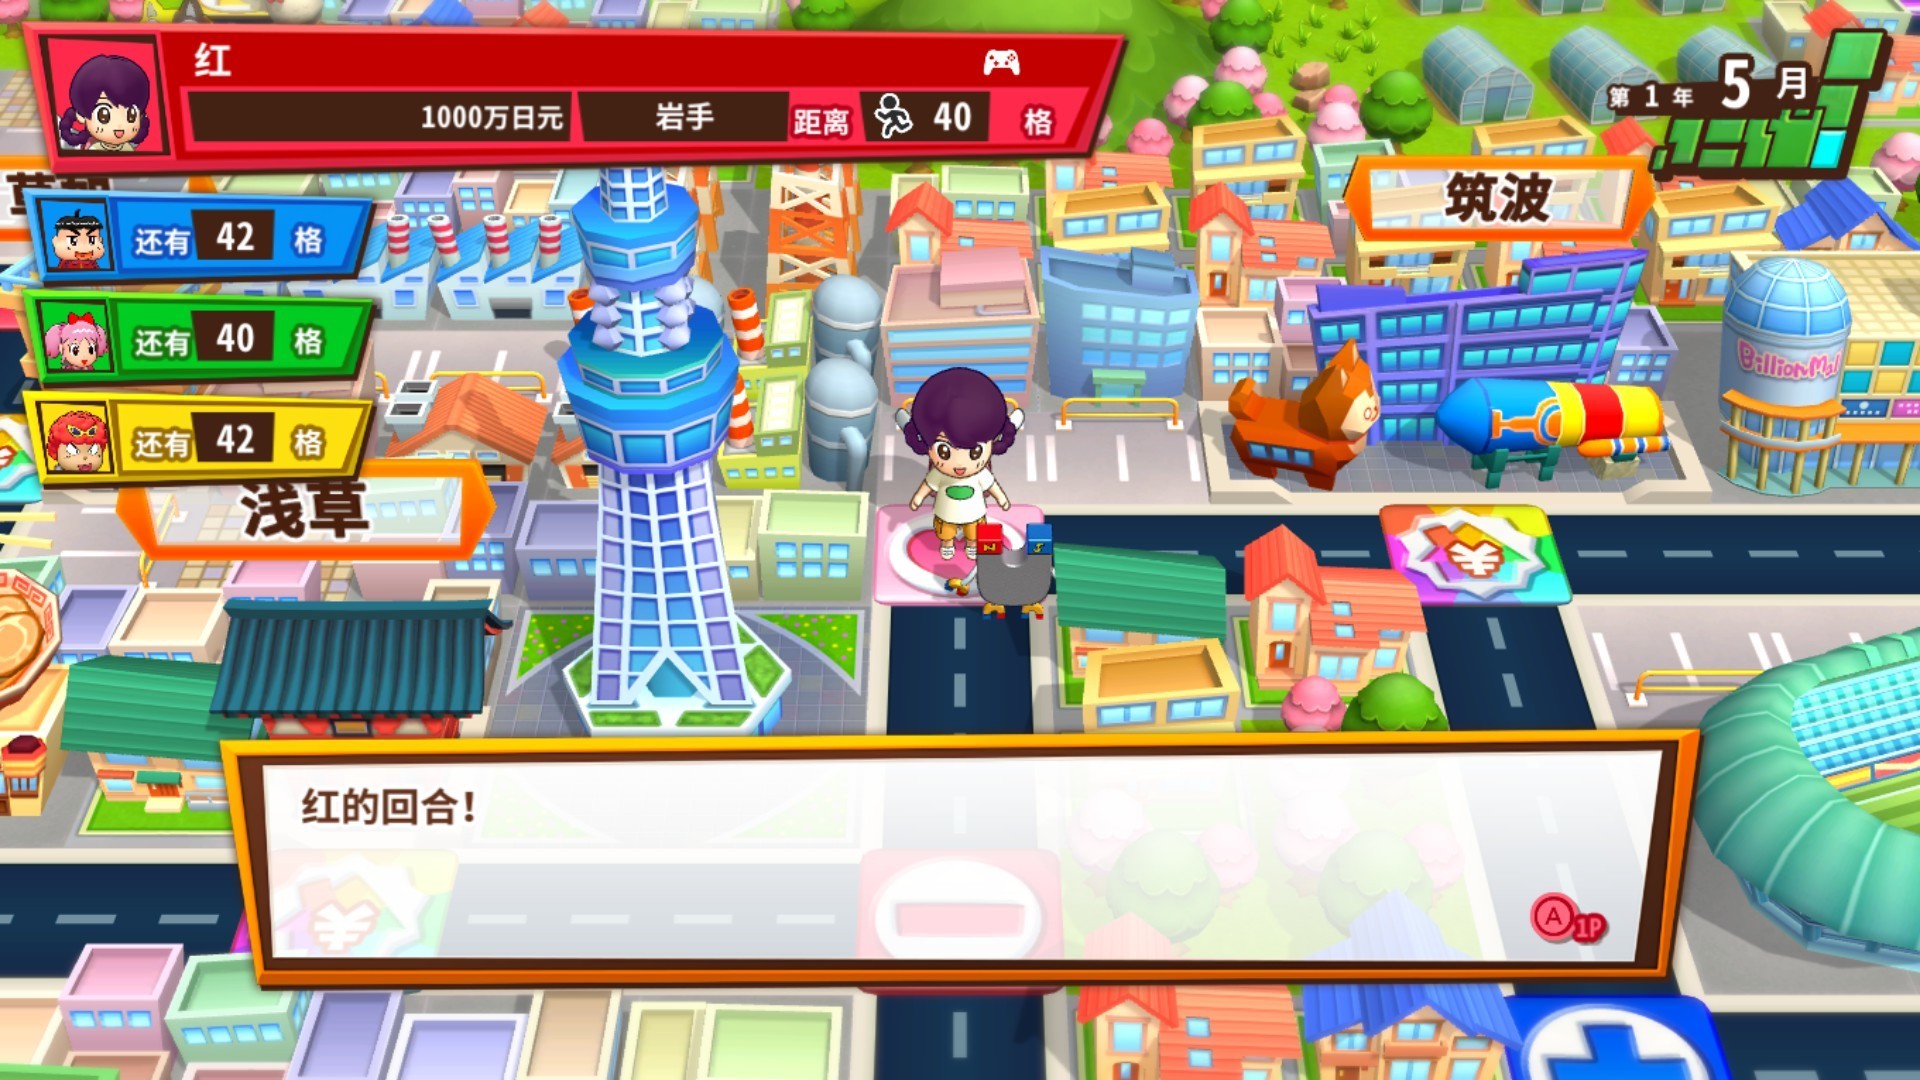 红
1000万日元 岩手 距离 40 格
第1年 5月
还有 42 格
还有 40 格
还有 42 格
筑波
浅草
BillionMal
N S
红的回合!
A 1P